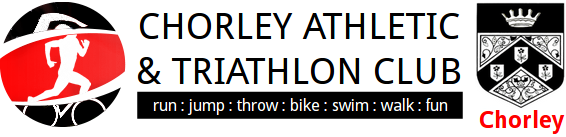 CHORLEY ATHLETIC
& TRIATHLON CLUB
run : jump : throw : bike : swim : walk : fun
Chorley